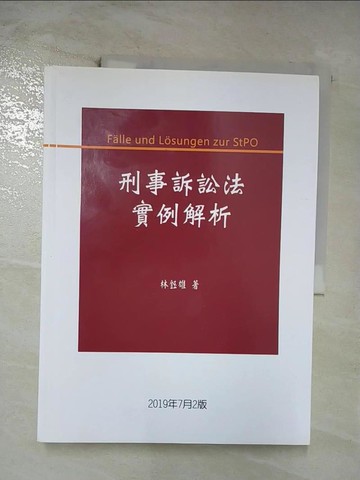 Fälle und Lösungen zur StPO
刑事訴訟法
實例解析
林鈺雄 著
2019年7月2版